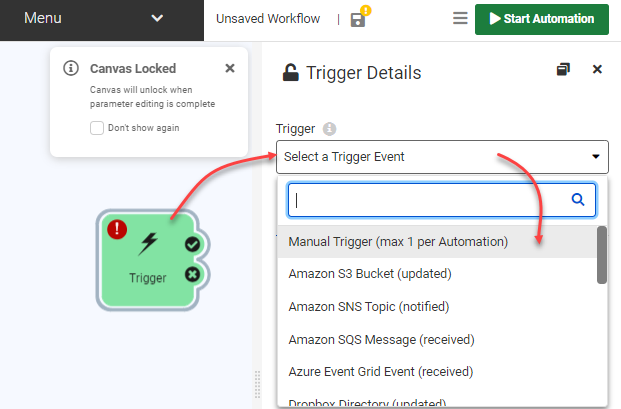 Menu
Unsaved Workflow
Start Automation
Canvas Locked
Canvas will unlock when
parameter editing is complete
Don't show again
Trigger Details
Trigger
Select a Trigger Event
Manual Trigger (max 1 per Automation)
Amazon S3 Bucket (updated)
Amazon SNS Topic (notified)
Amazon SQS Message (received)
Azure Event Grid Event (received)
Dropbox Directory (updated)
Trigger